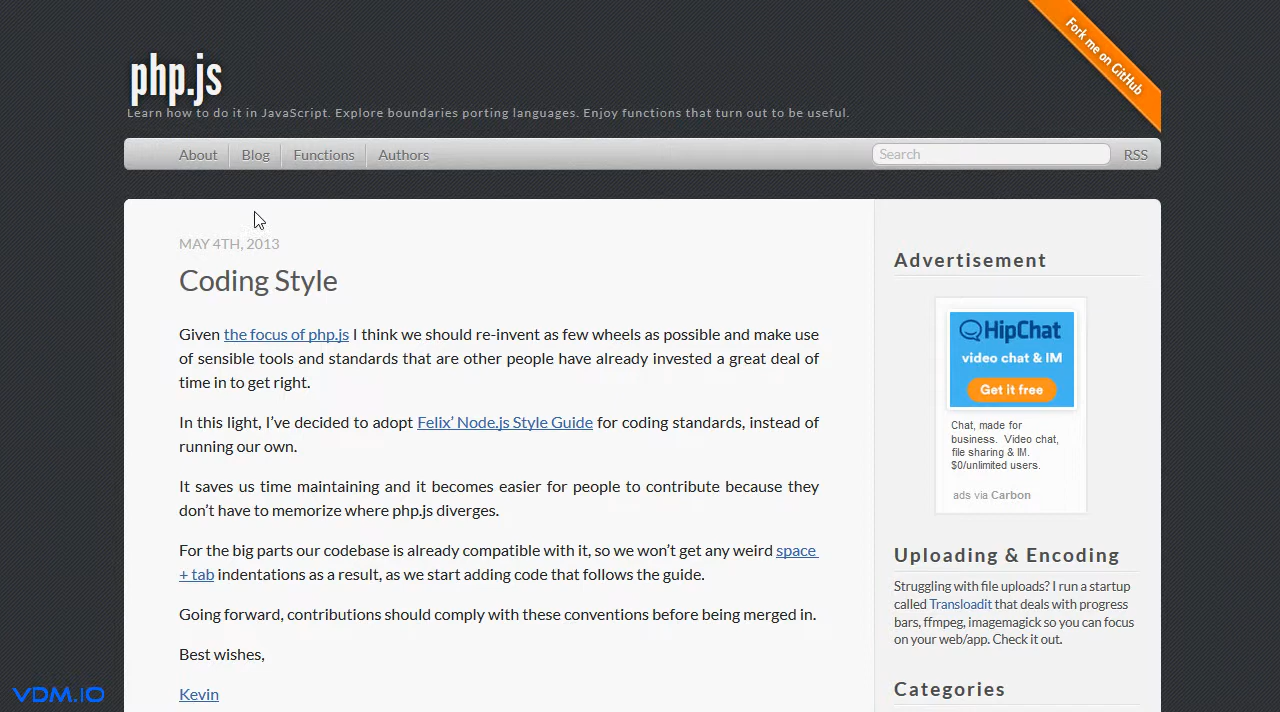 Fork me on GitHub
php.js
Learn how to do it in JavaScript. Explore boundaries porting languages. Enjoy functions that turn out to be useful.
About Blog Functions Authors Search RSS
MAY 4TH, 2013
Coding Style
Given the focus of php.js I think we should re-invent as few wheels as possible and make use
of sensible tools and standards that are other people have already invested a great deal of
time in to get right.
In this light, I’ve decided to adopt Felix’ Node.js Style Guide for coding standards, instead of
running our own.
It saves us time maintaining and it becomes easier for people to contribute because they
don’t have to memorize where php.js diverges.
For the big parts our codebase is already compatible with it, so we won’t get any weird space
+ tab indentations as a result, as we start adding code that follows the guide.
Going forward, contributions should comply with these conventions before being merged in.
Best wishes,
Kevin
Advertisement
HipChat
video chat & IM
Get it free
Chat, made for
business. Video chat,
file sharing & IM.
$0/unlimited users.
ads via Carbon
Uploading & Encoding
Struggling with file uploads? I run a startup
called Transloadit that deals with progress
bars, ffmpeg, imagemagick so you can focus
on your web/app. Check it out.
Categories
VDM.IO